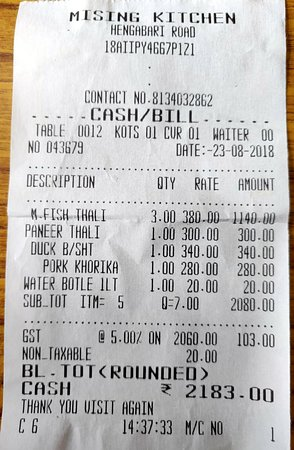 MISING KITCHEN
HENGABARI ROAD
18AIIPY4667P1Z1
.
CONTACT NO.8134032862
CASH/BILL
TABLE 0012 KOTS 01 CUR 01 WAITER 00
NO 043679 DATE:-23-08-2018
DESCRIPTION QTY RATE AMOUNT
M.FISH THALI 3.00 380.00 1140.00
PANEER THALI 1.00 300.00 300.00
DUCK B/SHT 1.00 340.00 340.00
PORK KHORIKA 1.00 280.00 280.00
WATER BOTLE 1LT 1.00 20.00 20.00
SUB_TOT ITM= 5 Q=7.00 2080.00
GST @ 5.00% ON 2060.00 103.00
NON_TAXABLE 20.00
BL.TOT(ROUNDED)
CASH ₹ 2183.00
THANK YOU VISIT AGAIN
C 6 14:37:33 M/C NO 1